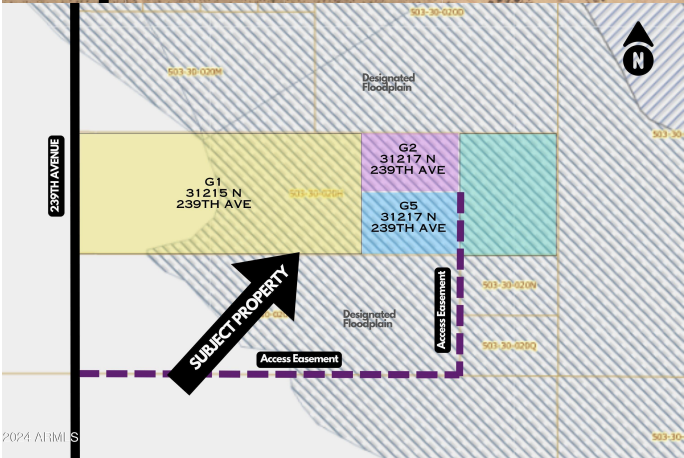 503-30-020D
N
503-30-020M
Designated
Floodplain
503-30
239TH AVENUE
G1
31215 N
239TH AVE
503-30-020H
G2
31217 N
239TH AVE
G5
31217 N
239TH AVE
SUBJECT PROPERTY
Access Easement
503-30-020N
Designated
Floodplain
503-30-020Q
Access Easement
2024 ARMLS
503-30